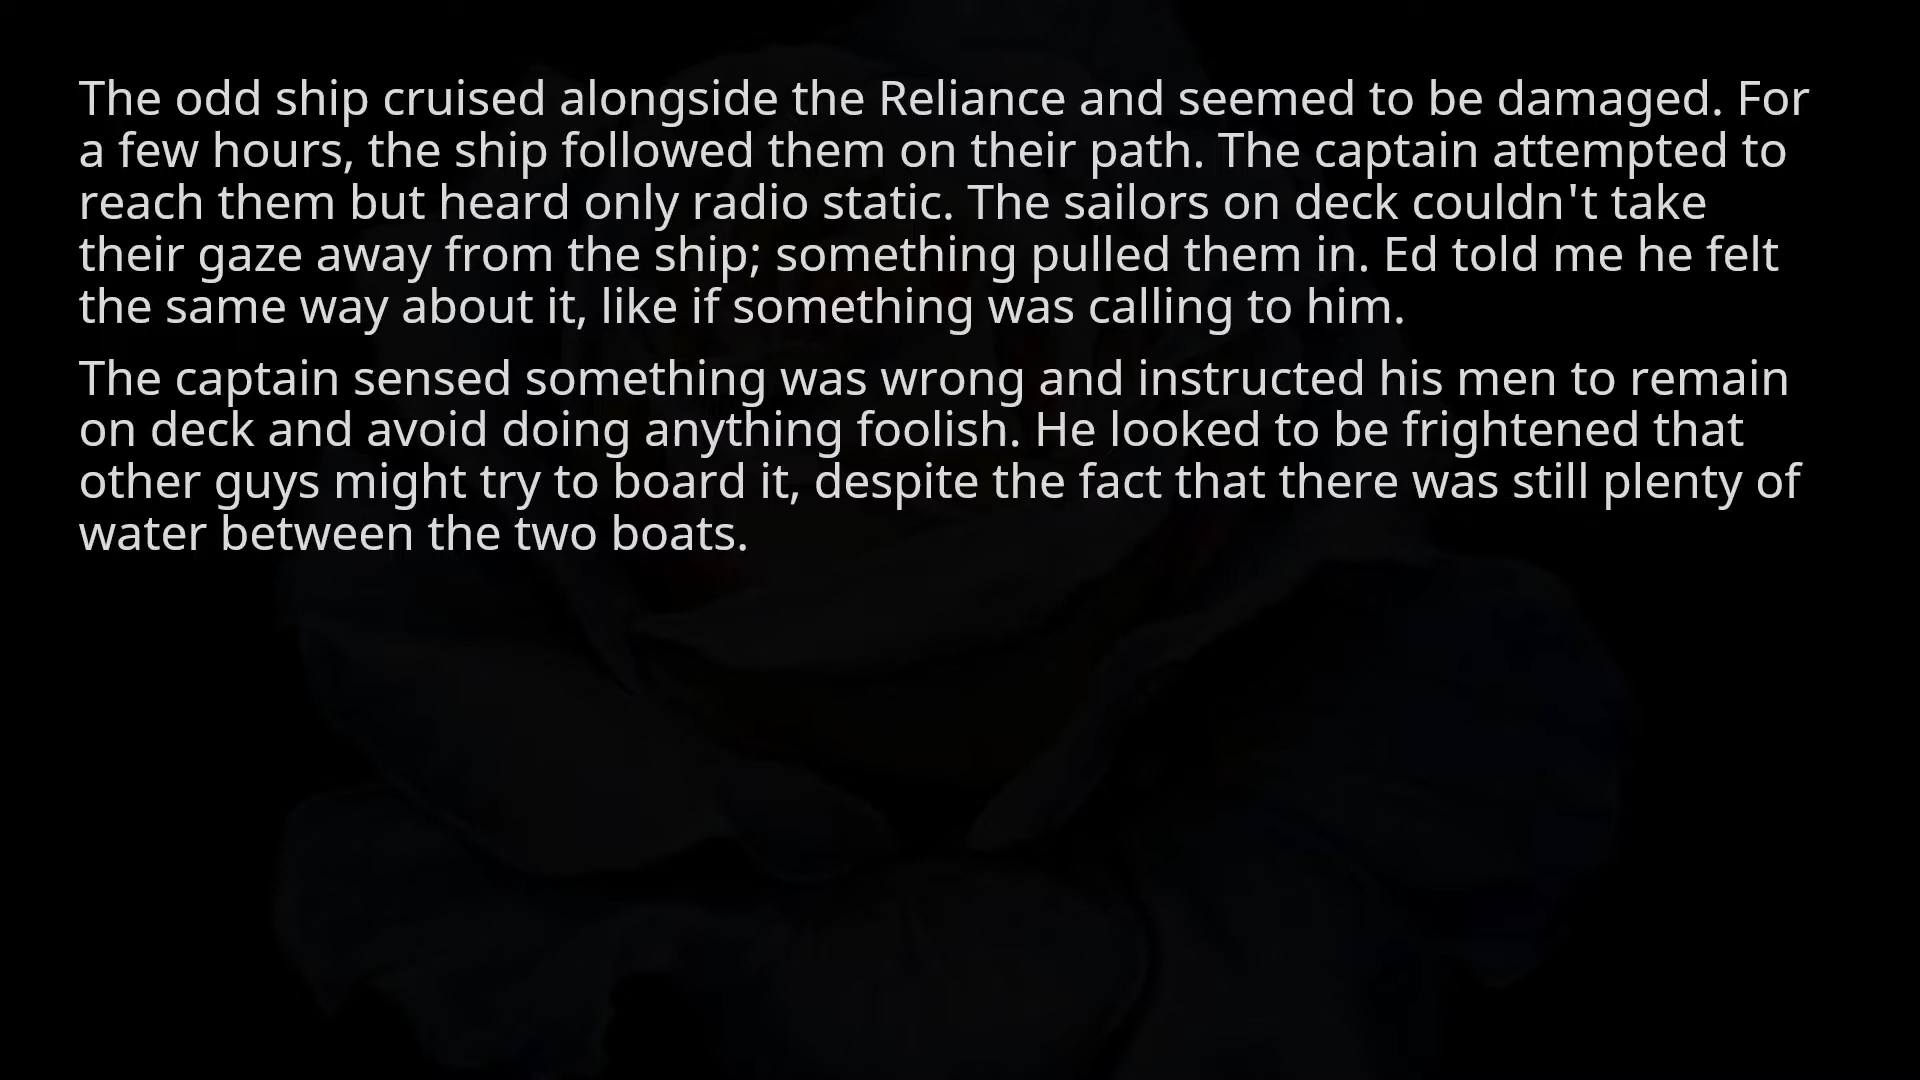 The odd ship cruised alongside the Reliance and seemed to be damaged. For
a few hours, the ship followed them on their path. The captain attempted to
reach them but heard only radio static. The sailors on deck couldn't take
their gaze away from the ship; something pulled them in. Ed told me he felt
the same way about it, like if something was calling to him.
The captain sensed something was wrong and instructed his men to remain
on deck and avoid doing anything foolish. He looked to be frightened that
other guys might try to board it, despite the fact that there was still plenty of
water between the two boats.